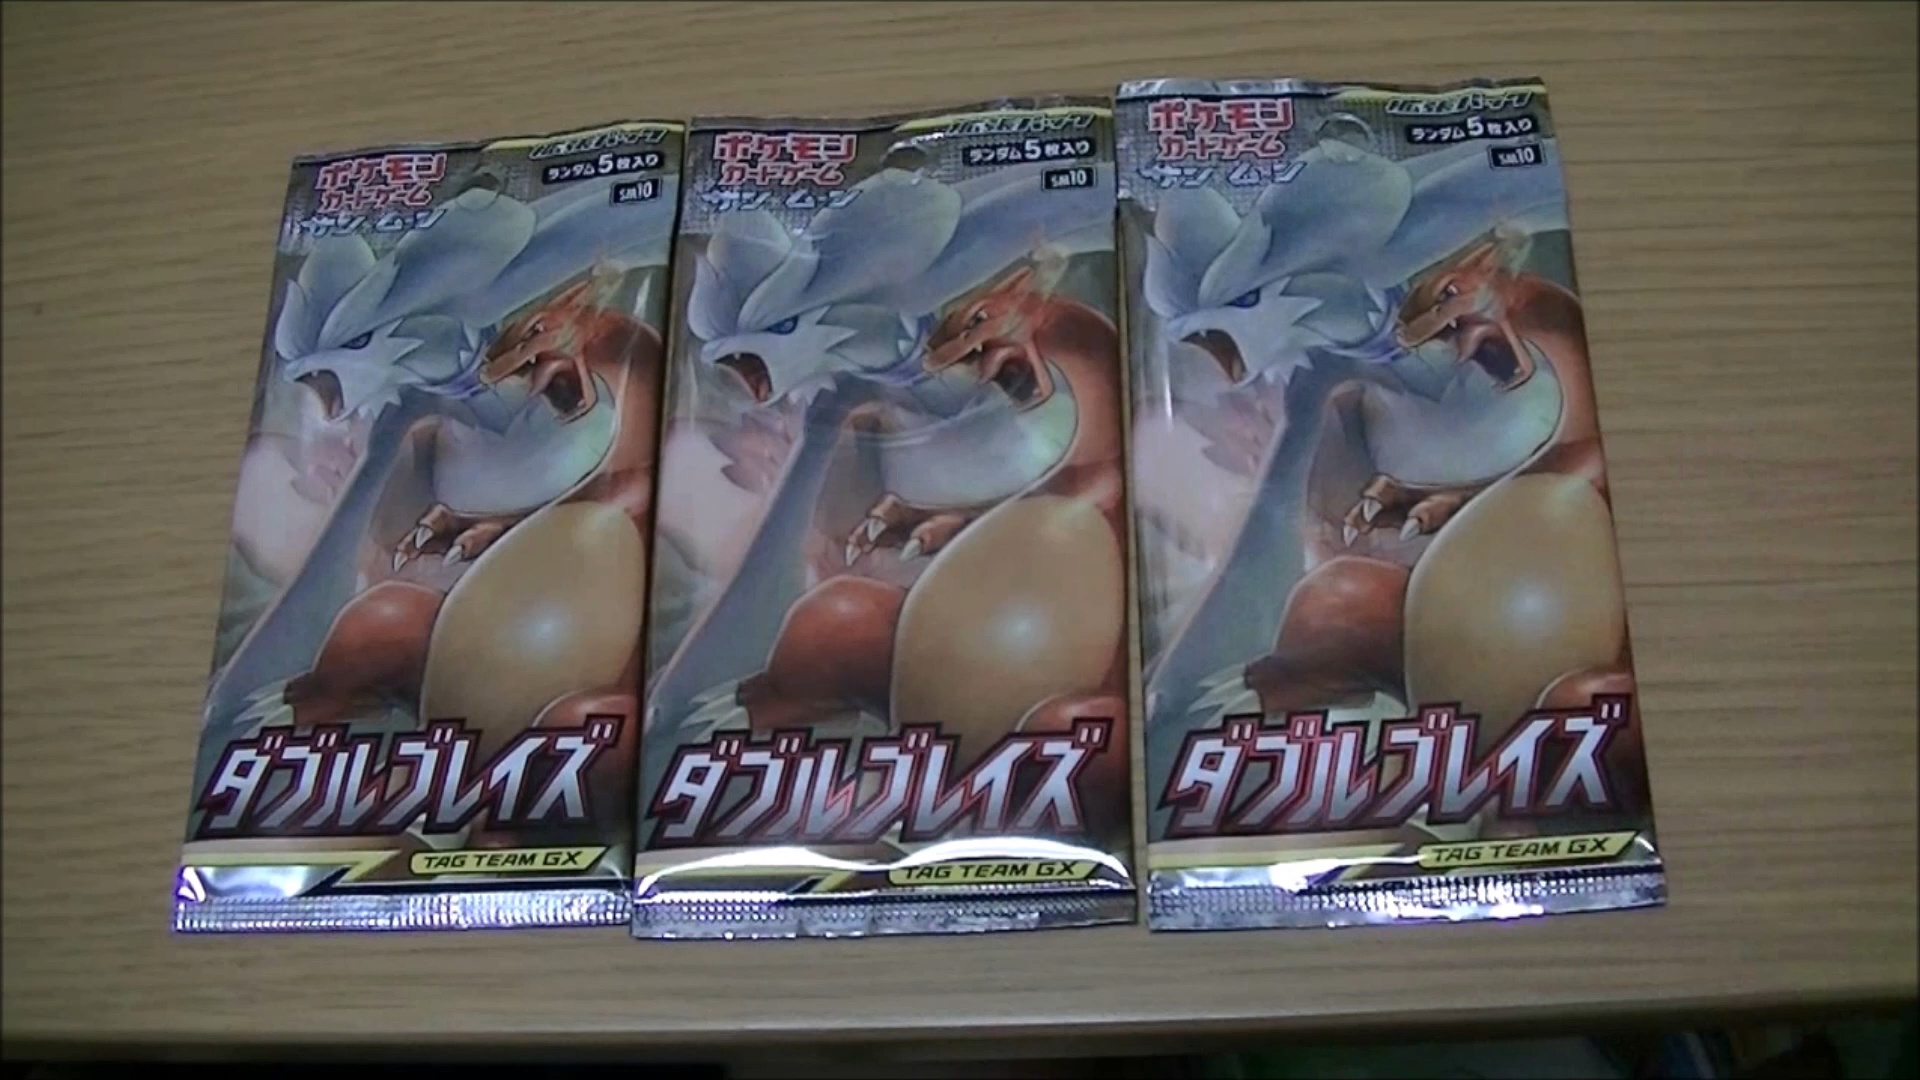 ポケモン
カードゲーム
サン&ムーン
拡張パック
ランダム5枚入り
SM10
ダブルブレイズ
TAG TEAM GX
ポケモン
カードゲーム
サン&ムーン
拡張パック
ランダム5枚入り
SM10
ダブルブレイズ
TAG TEAM GX
ポケモン
カードゲーム
サン&ムーン
拡張パック
ランダム5枚入り
SM10
ダブルブレイズ
TAG TEAM GX